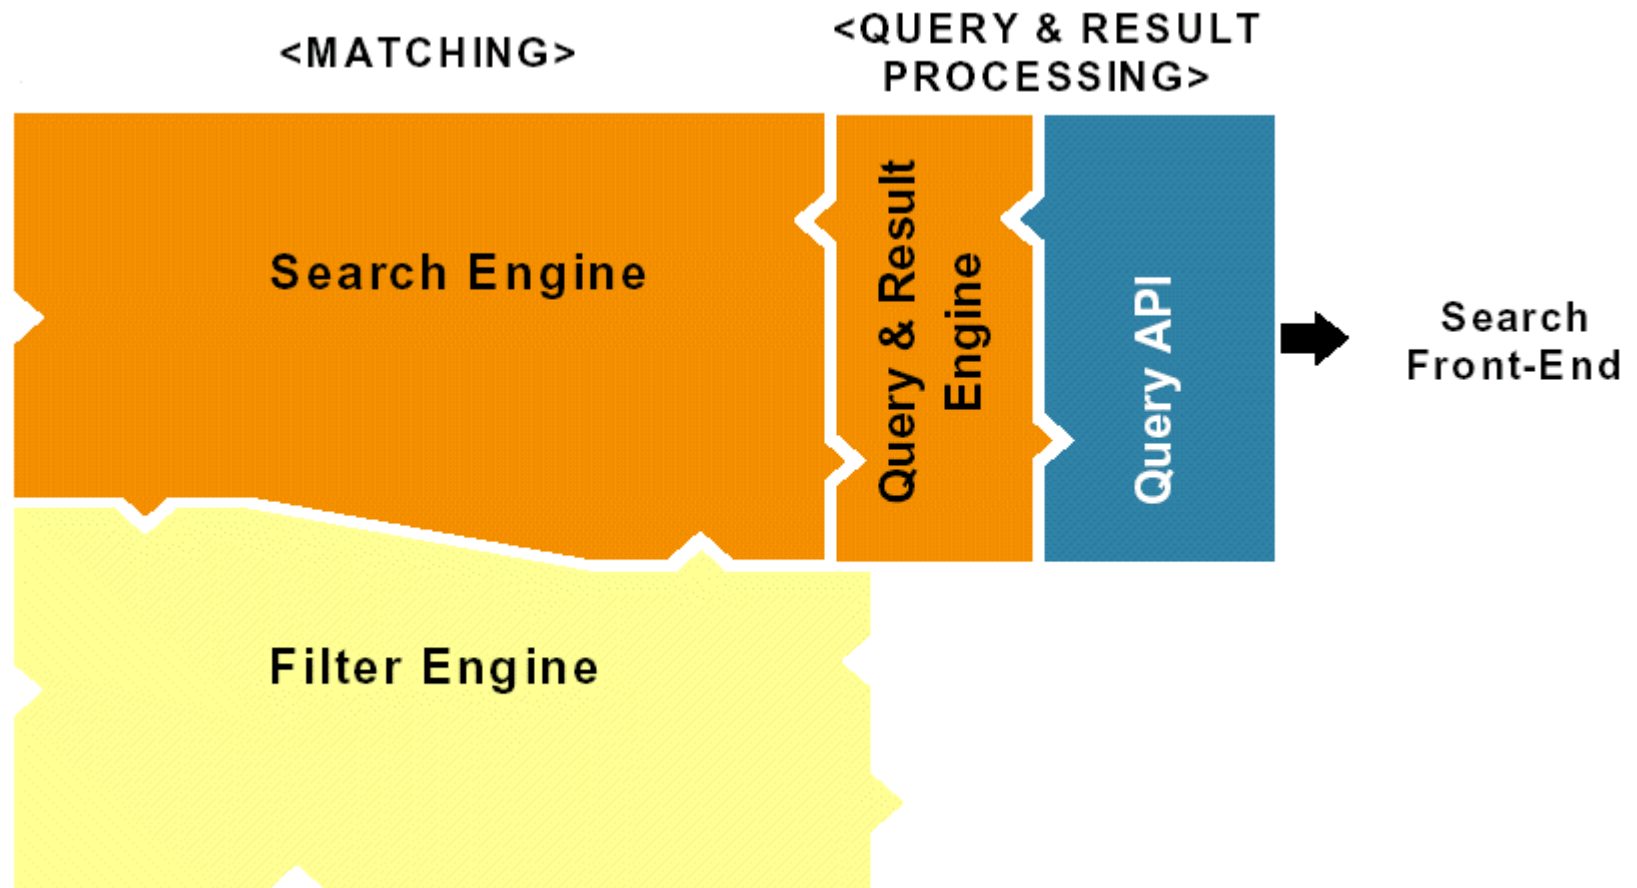 <MATCHING>
<QUERY & RESULT
PROCESSING>
Search Engine
Query & Result
Engine
Query API
Search
Front-End
Filter Engine